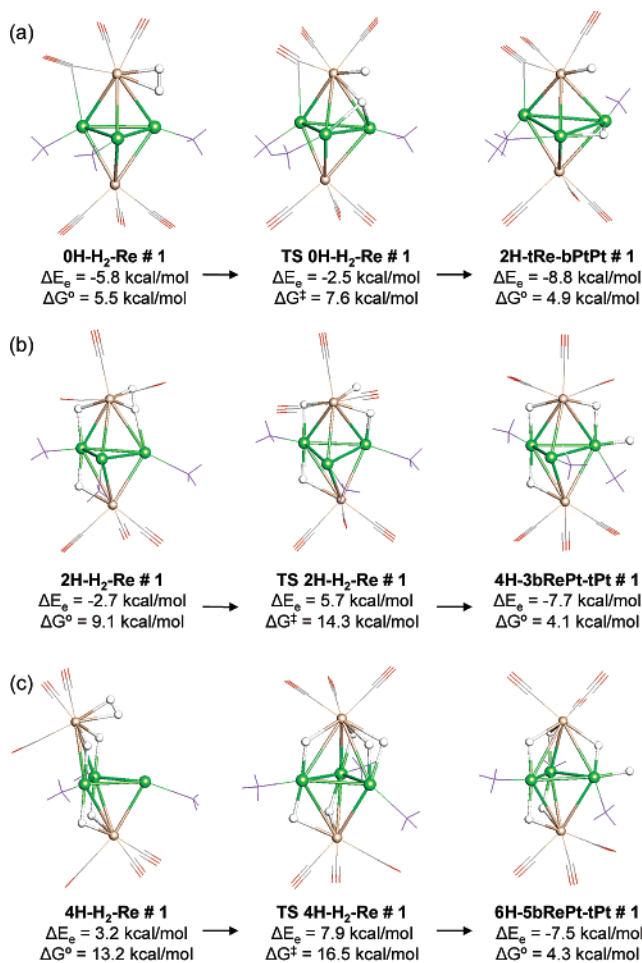 (a)
0H-H₂-Re # 1
ΔEₑ = -5.8 kcal/mol
ΔGº = 5.5 kcal/mol
TS 0H-H₂-Re # 1
ΔEₑ = -2.5 kcal/mol
ΔG‡ = 7.6 kcal/mol
2H-tRe-bPtPt # 1
ΔEₑ = -8.8 kcal/mol
ΔGº = 4.9 kcal/mol
(b)
2H-H₂-Re # 1
ΔEₑ = -2.7 kcal/mol
ΔGº = 9.1 kcal/mol
TS 2H-H₂-Re # 1
ΔEₑ = 5.7 kcal/mol
ΔG‡ = 14.3 kcal/mol
4H-3bRePt-tPt # 1
ΔEₑ = -7.7 kcal/mol
ΔGº = 4.1 kcal/mol
(c)
4H-H₂-Re # 1
ΔEₑ = 3.2 kcal/mol
ΔGº = 13.2 kcal/mol
TS 4H-H₂-Re # 1
ΔEₑ = 7.9 kcal/mol
ΔG‡ = 16.5 kcal/mol
6H-5bRePt-tPt # 1
ΔEₑ = -7.5 kcal/mol
ΔGº = 4.3 kcal/mol